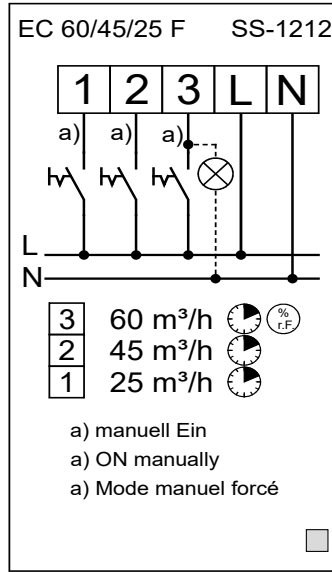 EC 60/45/25 F SS-1212
1 2 3 L N
a) a) a)
L
N
3 60 m³/h % r.F.
2 45 m³/h
1 25 m³/h
a) manuell Ein
a) ON manually
a) Mode manuel forcé